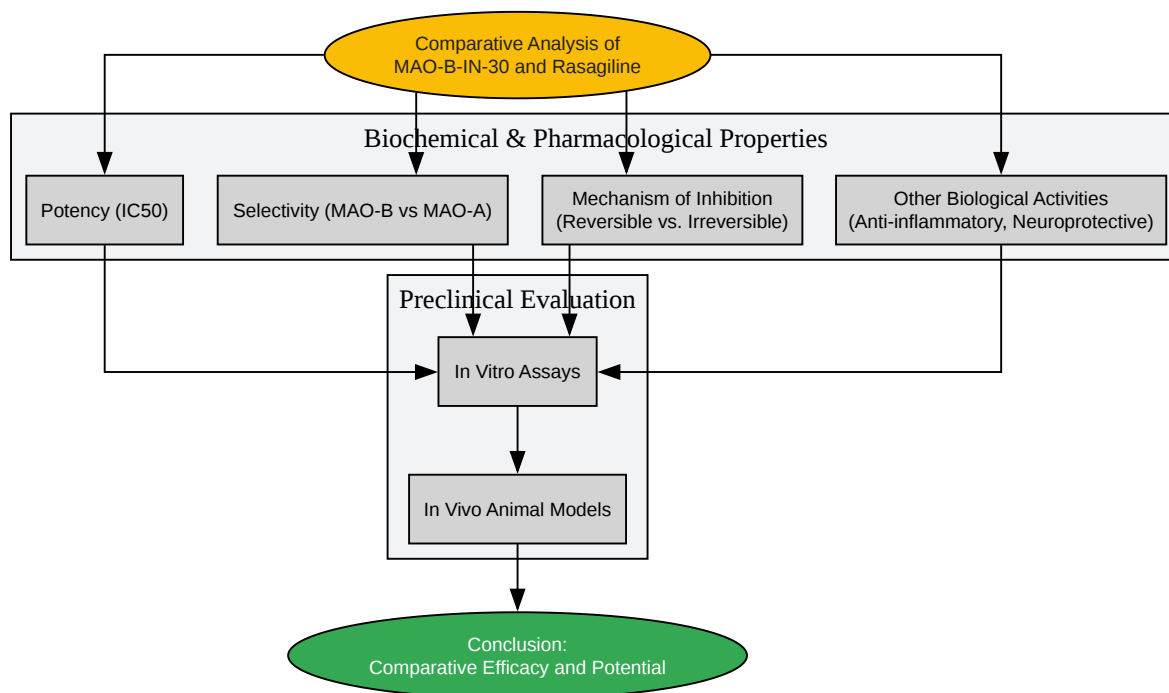 Comparative Analysis of
MAO-B-IN-30 and Rasagiline
Biochemical & Pharmacological Properties
Potency (IC50)
Selectivity (MAO-B vs MAO-A)
Mechanism of Inhibition
(Reversible vs. Irreversible)
Other Biological Activities
(Anti-inflammatory, Neuroprotective)
Preclinical Evaluation
In Vitro Assays
In Vivo Animal Models
Conclusion:
Comparative Efficacy and Potential